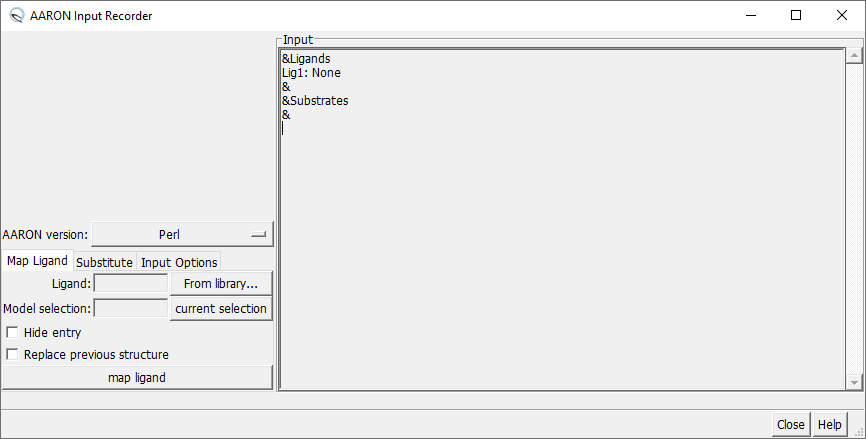 AARON Input Recorder
Input
&Ligands
Lig1: None
&
&Substrates
&
AARON version: Perl
Map Ligand Substitute Input Options
Ligand: From library...
Model selection: current selection
Hide entry
Replace previous structure
map ligand
Close Help